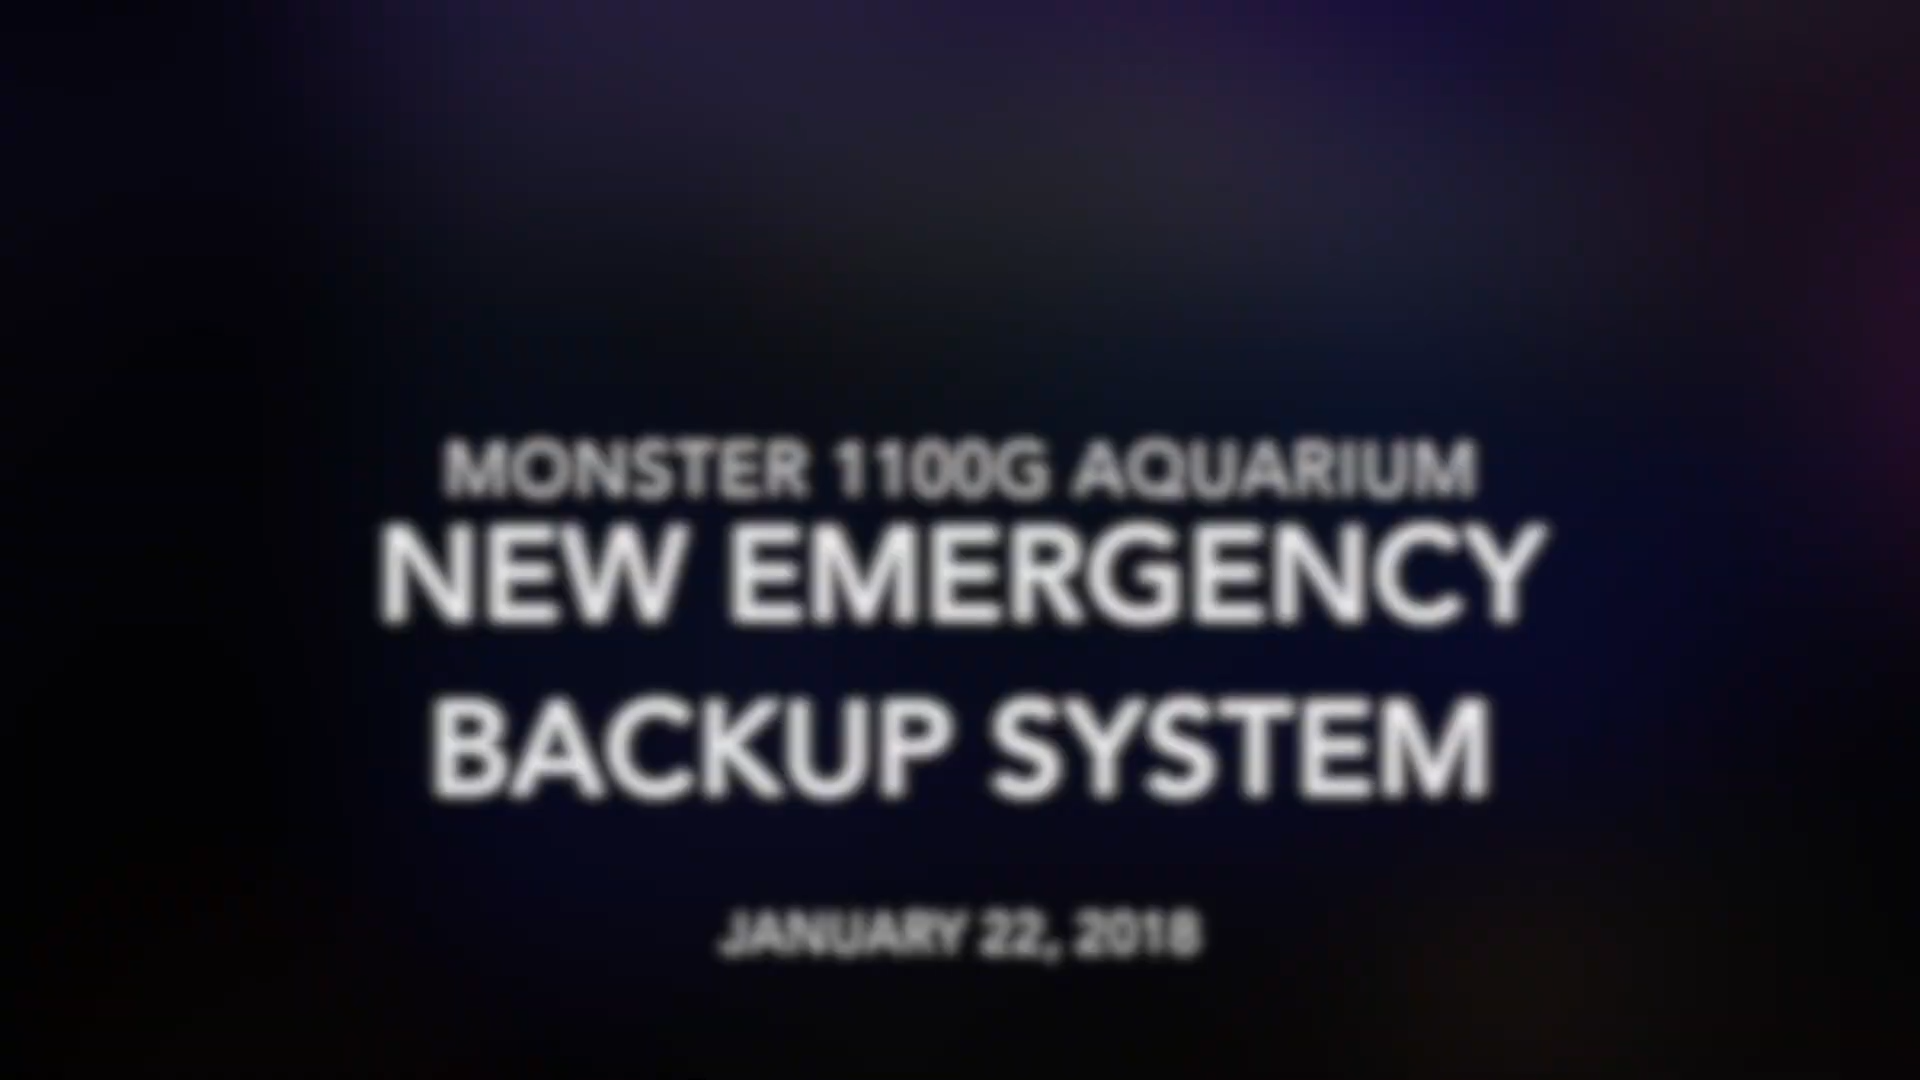 MONSTER 1100G AQUARIUM
NEW EMERGENCY
BACKUP SYSTEM
JANUARY 22, 2018